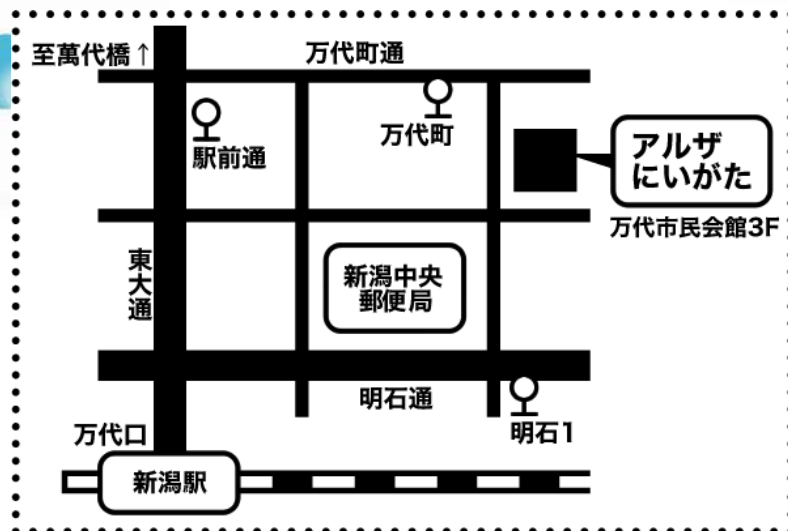 至萬代橋↑
万代町通
万代町
駅前通
アルザ
にいがた
万代市民会館3F
東大通
新潟中央
郵便局
明石通
明石1
万代口
新潟駅